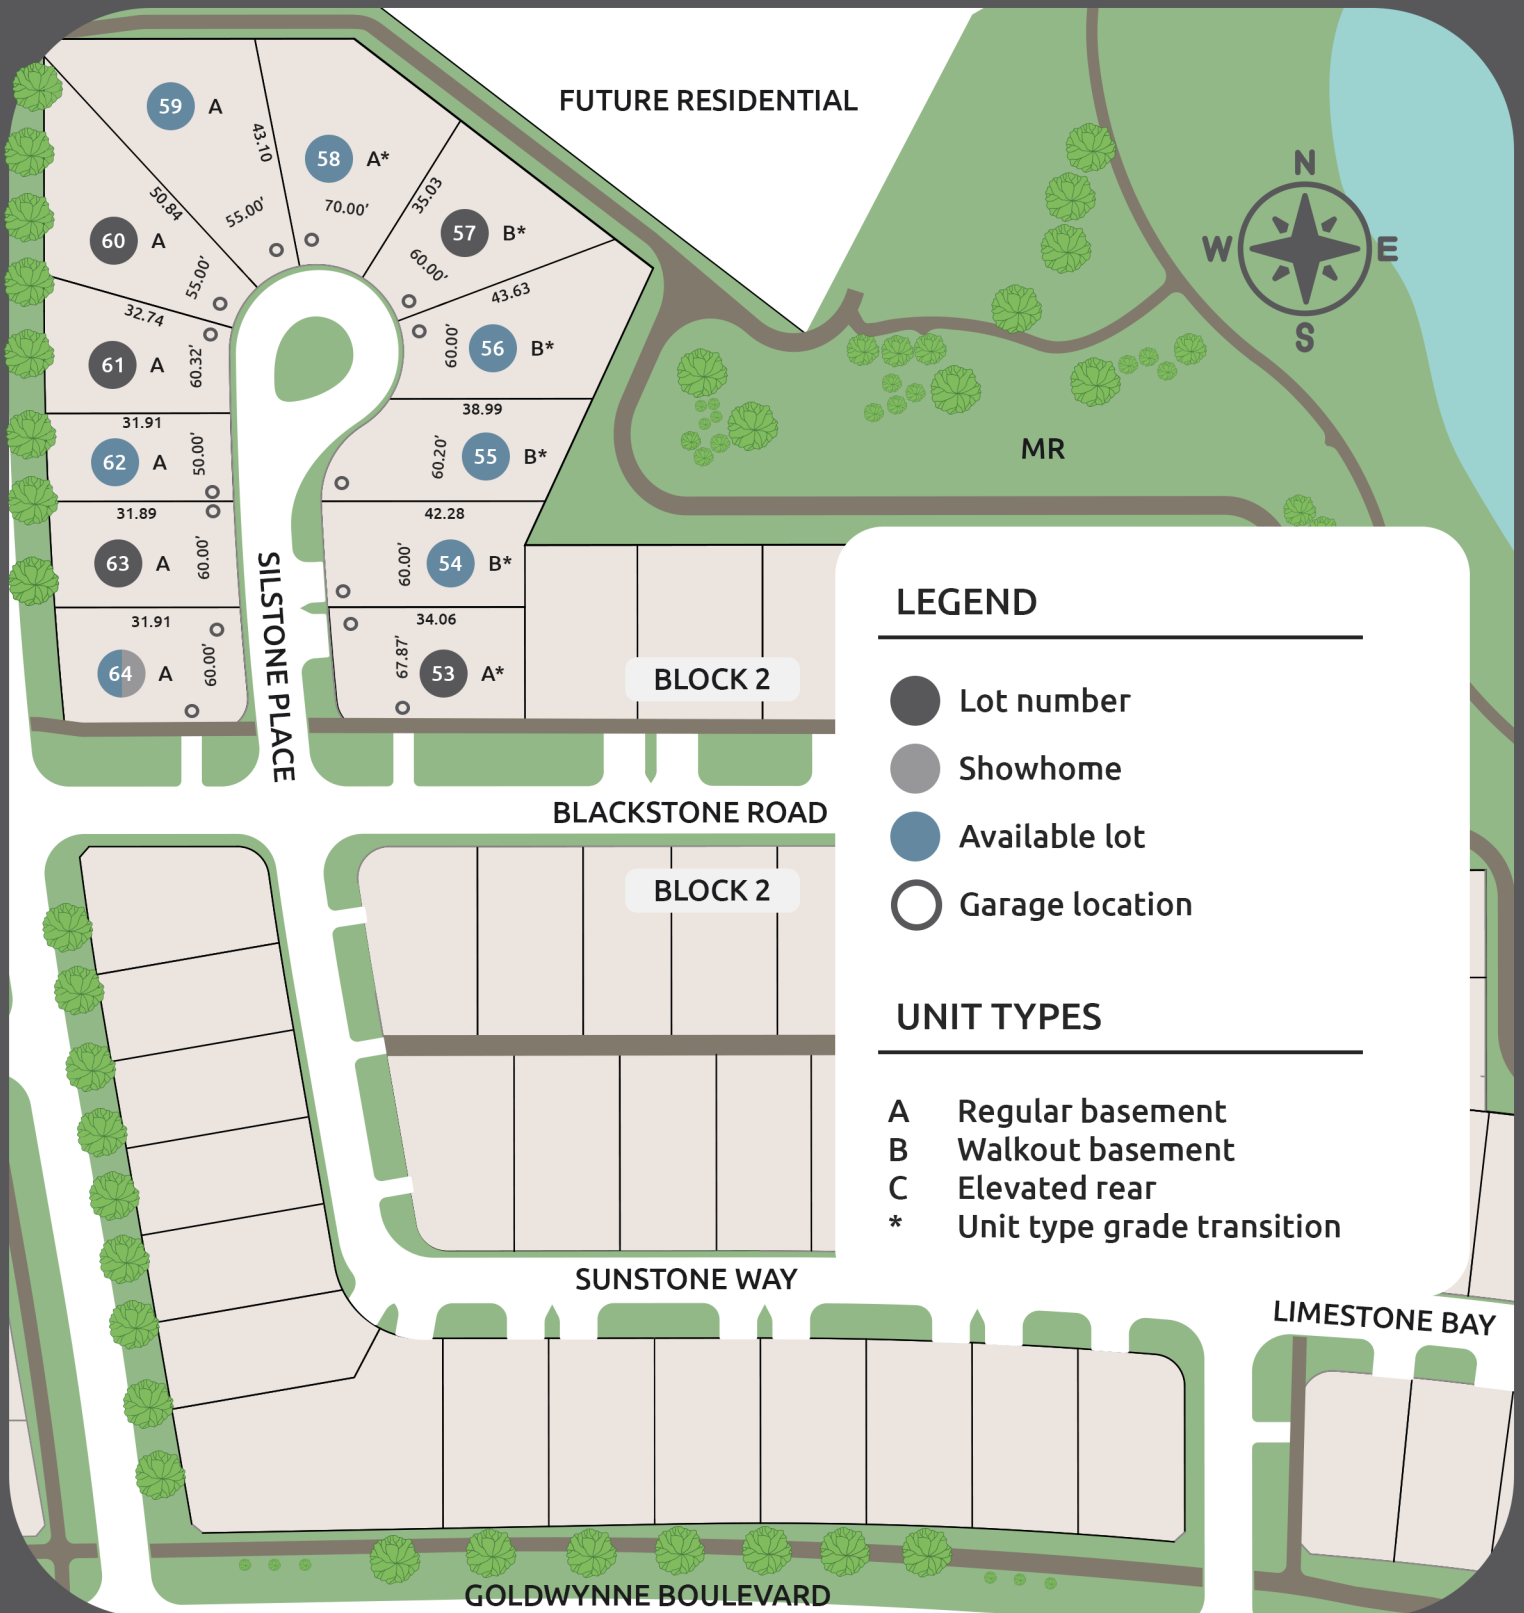 FUTURE RESIDENTIAL
59 A
43.10
58 A*
50.84
55.00'
70.00'
35.03
57 B*
60 A
60.00'
55.00'
43.63
32.74
60.00'
56 B*
61 A
60.32'
31.91
38.99
62 A
50.00'
60.20'
55 B*
31.89
42.28
63 A
60.00'
60.00'
54 B*
31.91
34.06
64 A
60.00'
67.87'
53 A*
SILSTONE PLACE
BLOCK 2
BLACKSTONE ROAD
BLOCK 2
SUNSTONE WAY
GOLDWYNNE BOULEVARD
LIMESTONE BAY
MR
N
W E
S
LEGEND
Lot number
Showhome
Available lot
Garage location
UNIT TYPES
A Regular basement
B Walkout basement
C Elevated rear
* Unit type grade transition